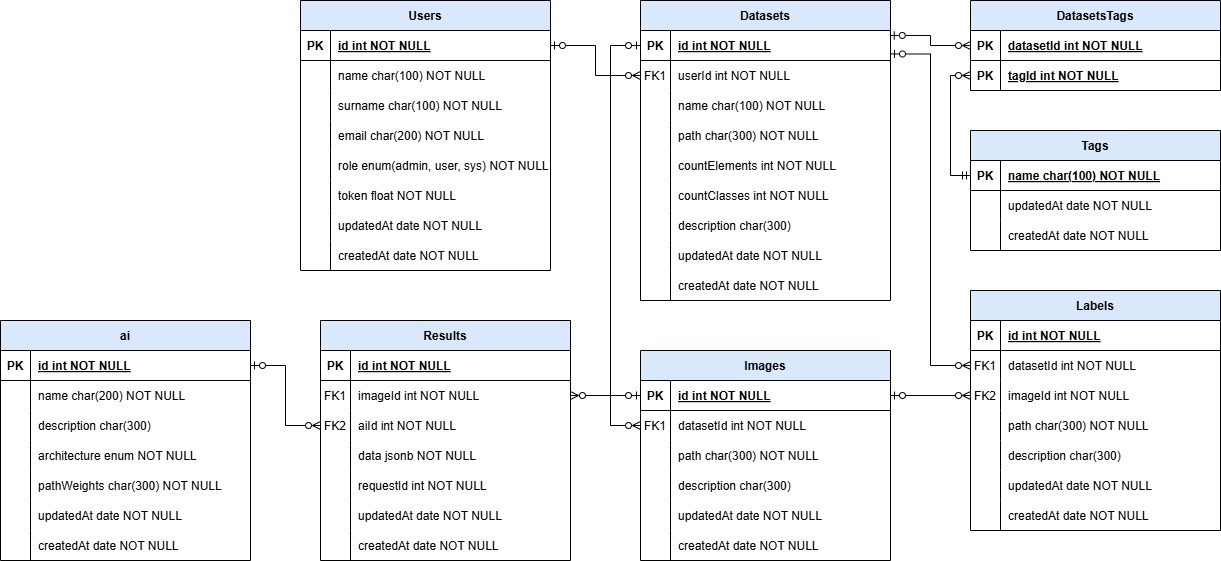 Users
PK id int NOT NULL
name char(100) NOT NULL
surname char(100) NOT NULL
email char(200) NOT NULL
role enum(admin, user, sys) NOT NULL
token float NOT NULL
updatedAt date NOT NULL
createdAt date NOT NULL
Datasets
PK id int NOT NULL
FK1 userId int NOT NULL
name char(100) NOT NULL
path char(300) NOT NULL
countElements int NOT NULL
countClasses int NOT NULL
description char(300)
updatedAt date NOT NULL
createdAt date NOT NULL
DatasetsTags
PK datasetId int NOT NULL
PK tagId int NOT NULL
Tags
PK name char(100) NOT NULL
updatedAt date NOT NULL
createdAt date NOT NULL
ai
PK id int NOT NULL
name char(200) NOT NULL
description char(300)
architecture enum NOT NULL
pathWeights char(300) NOT NULL
updatedAt date NOT NULL
createdAt date NOT NULL
Results
PK id int NOT NULL
FK1 imageId int NOT NULL
FK2 aiId int NOT NULL
data jsonb NOT NULL
requestId int NOT NULL
updatedAt date NOT NULL
createdAt date NOT NULL
Images
PK id int NOT NULL
FK1 datasetId int NOT NULL
path char(300) NOT NULL
description char(300)
updatedAt date NOT NULL
createdAt date NOT NULL
Labels
PK id int NOT NULL
FK1 datasetId int NOT NULL
FK2 imageId int NOT NULL
path char(300) NOT NULL
description char(300)
updatedAt date NOT NULL
createdAt date NOT NULL